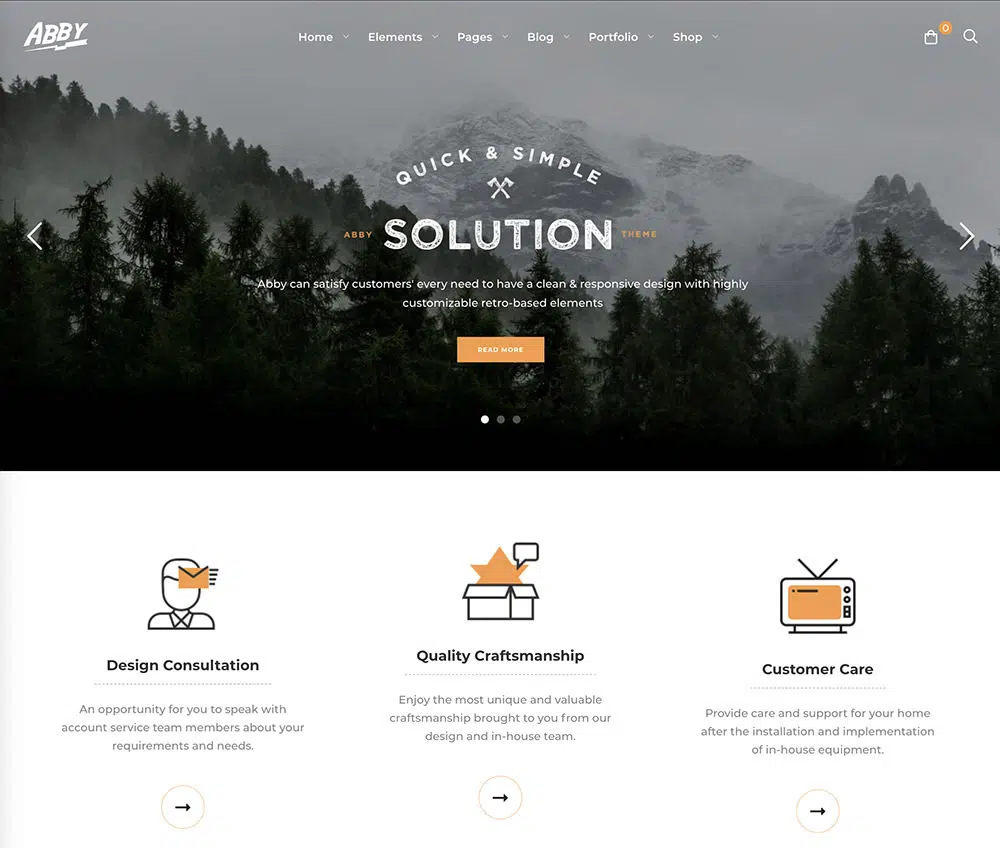 ABBY
Home Elements Pages Blog Portfolio Shop
0
QUICK & SIMPLE
ABBY SOLUTION THEME
Abby can satisfy customers' every need to have a clean & responsive design with highly
customizable retro-based elements
READ MORE
Design Consultation
An opportunity for you to speak with
account service team members about your
requirements and needs.
Quality Craftsmanship
Enjoy the most unique and valuable
craftsmanship brought to you from our
design and in-house team.
Customer Care
Provide care and support for your home
after the installation and implementation
of in-house equipment.